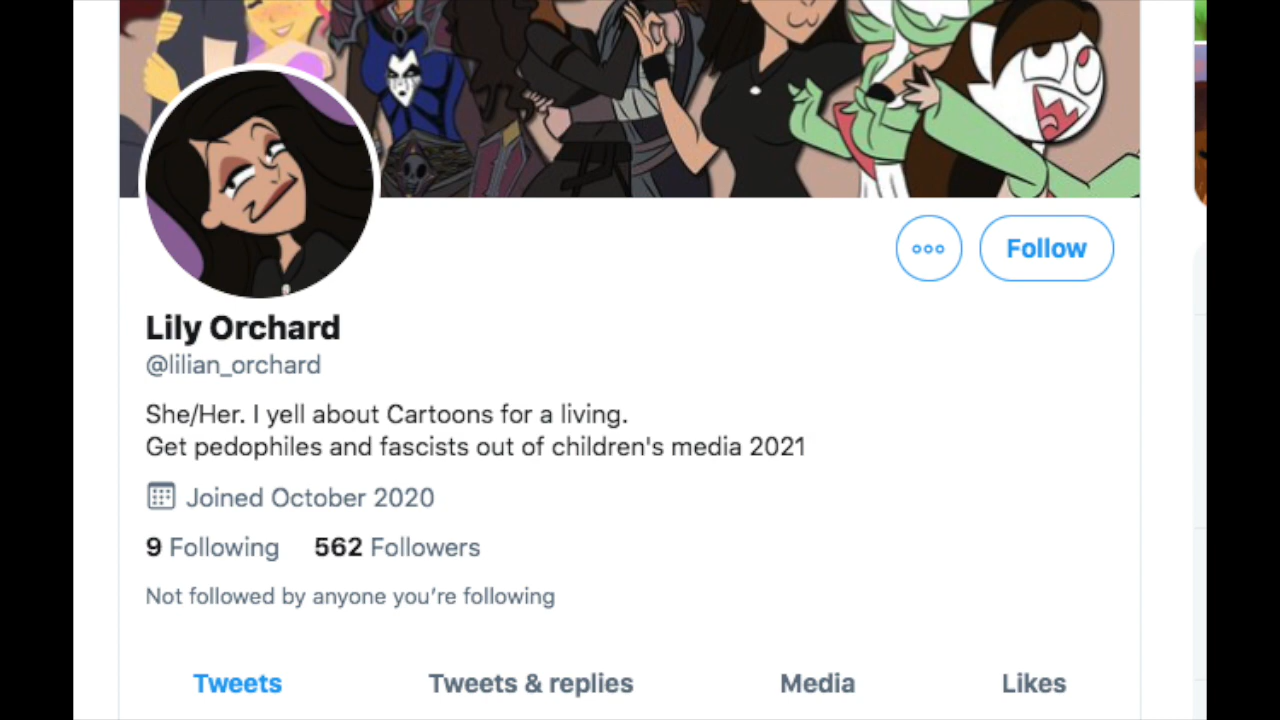 Follow
Lily Orchard
@lilian_orchard
She/Her. I yell about Cartoons for a living.
Get pedophiles and fascists out of children's media 2021
Joined October 2020
9 Following 562 Followers
Not followed by anyone you’re following
Tweets Tweets & replies Media Likes